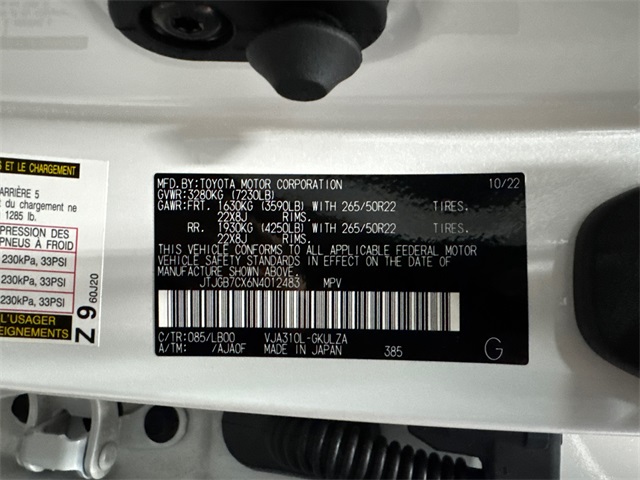 S ET LE CHARGEMENT
ARRIÈRE 5
du chargement ne
1285 lb.
RESSION DES
PNEUS À FROID
230kPa, 33PSI
230kPa, 33PSI
230kPa, 33PSI
L'USAGER
EIGNEMENTS
Z 9 60J20
MFD.BY:TOYOTA MOTOR CORPORATION 10/22
GVWR:3280KG (7230LB)
GAWR:FRT. 1630KG (3590LB) WITH 265/50R22 TIRES.
22X8J RIMS.
RR. 1930KG (4250LB) WITH 265/50R22 TIRES.
22X8J RIMS.
THIS VEHICLE CONFORMS TO ALL APPLICABLE FEDERAL MOTOR
VEHICLE SAFETY STANDARDS IN EFFECT ON THE DATE OF
MANUFACTURE SHOWN ABOVE.
JTJGB7CX6N4012483 MPV
C/TR:085/LB00 VJA310L-GKULZA
A/TM: /AJA0F MADE IN JAPAN 385
G